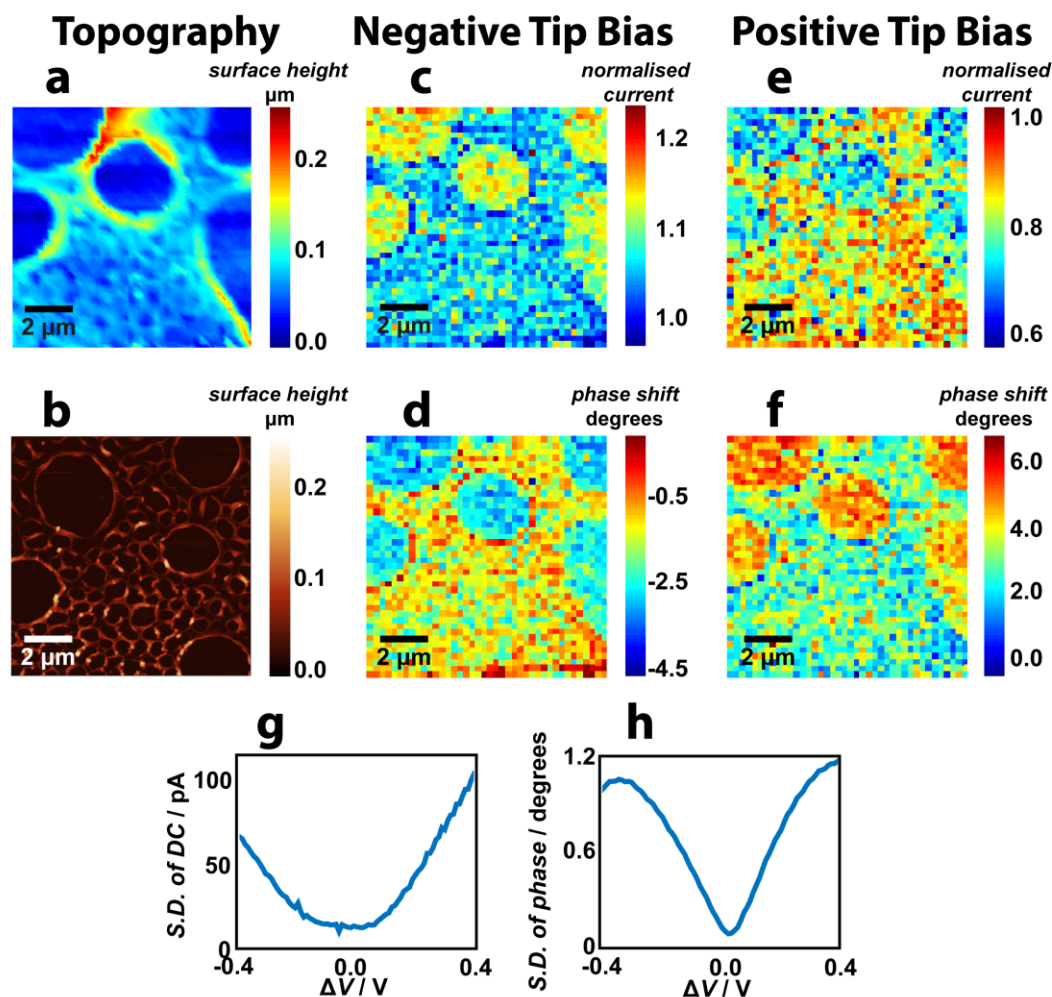 Topography Negative Tip Bias Positive Tip Bias
a surface height
µm
0.2
0.1
0.0
2 µm
c normalised
current
1.2
1.1
1.0
2 µm
e normalised
current
1.0
0.8
0.6
2 µm
b surface height
µm
0.2
0.1
0.0
2 µm
d phase shift
degrees
-0.5
-2.5
-4.5
2 µm
f phase shift
degrees
6.0
4.0
2.0
0.0
2 µm
g
S.D. of DC / pA
100
50
0
-0.4 0.0 0.4
ΔV / V
h
S.D. of phase / degrees
1.2
0.6
0
-0.4 0.0 0.4
ΔV / V